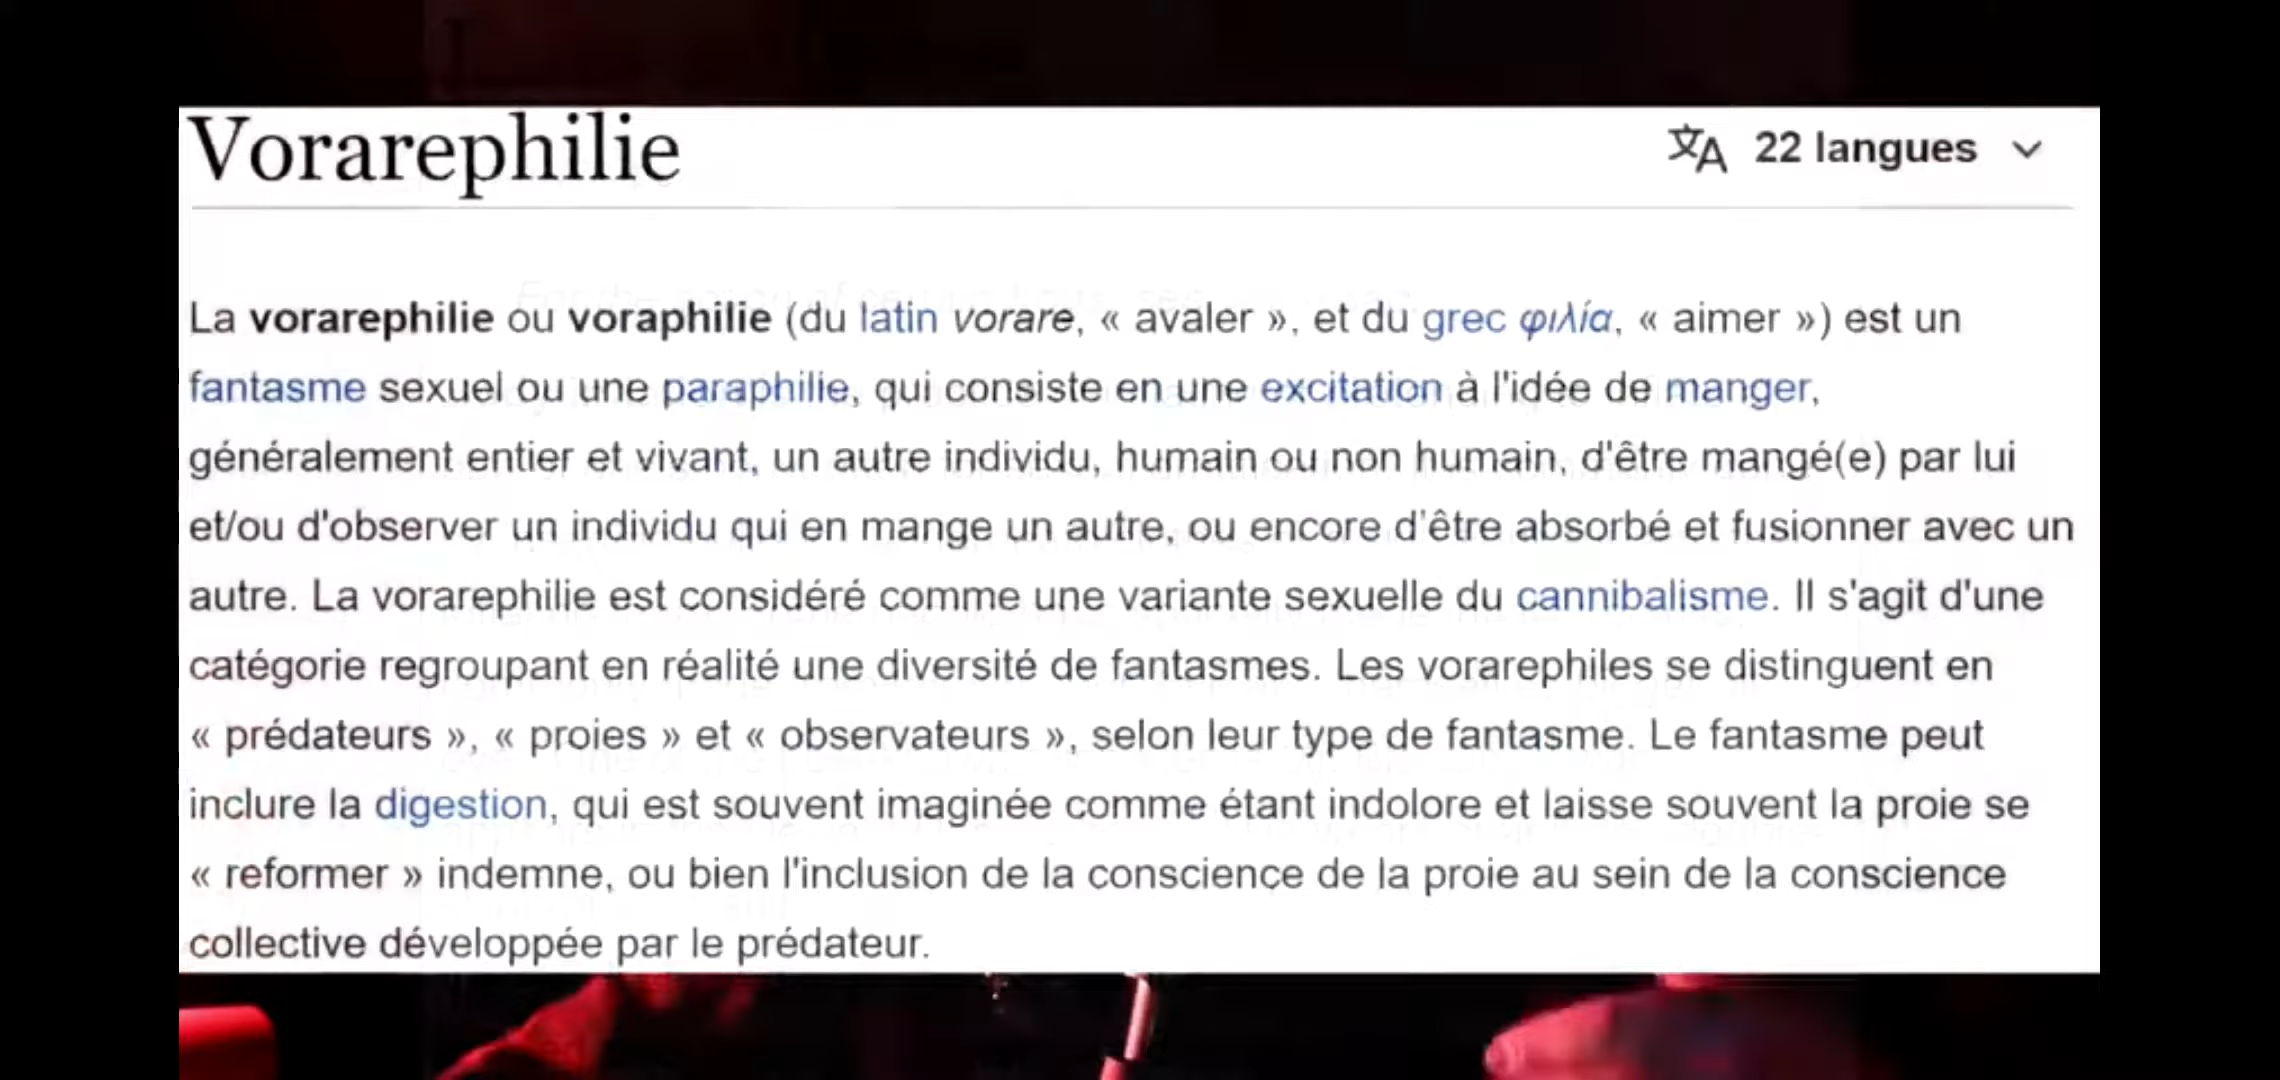 Vorarephilie
22 langues
La vorarephilie ou voraphilie (du latin vorare, « avaler », et du grec φιλία, « aimer ») est un
fantasme sexuel ou une paraphilie, qui consiste en une excitation à l'idée de manger,
généralement entier et vivant, un autre individu, humain ou non humain, d'être mangé(e) par lui
et/ou d'observer un individu qui en mange un autre, ou encore d'être absorbé et fusionner avec un
autre. La vorarephilie est considéré comme une variante sexuelle du cannibalisme. Il s'agit d'une
catégorie regroupant en réalité une diversité de fantasmes. Les vorarephiles se distinguent en
« prédateurs », « proies » et « observateurs », selon leur type de fantasme. Le fantasme peut
inclure la digestion, qui est souvent imaginée comme étant indolore et laisse souvent la proie se
« reformer » indemne, ou bien l'inclusion de la conscience de la proie au sein de la conscience
collective développée par le prédateur.